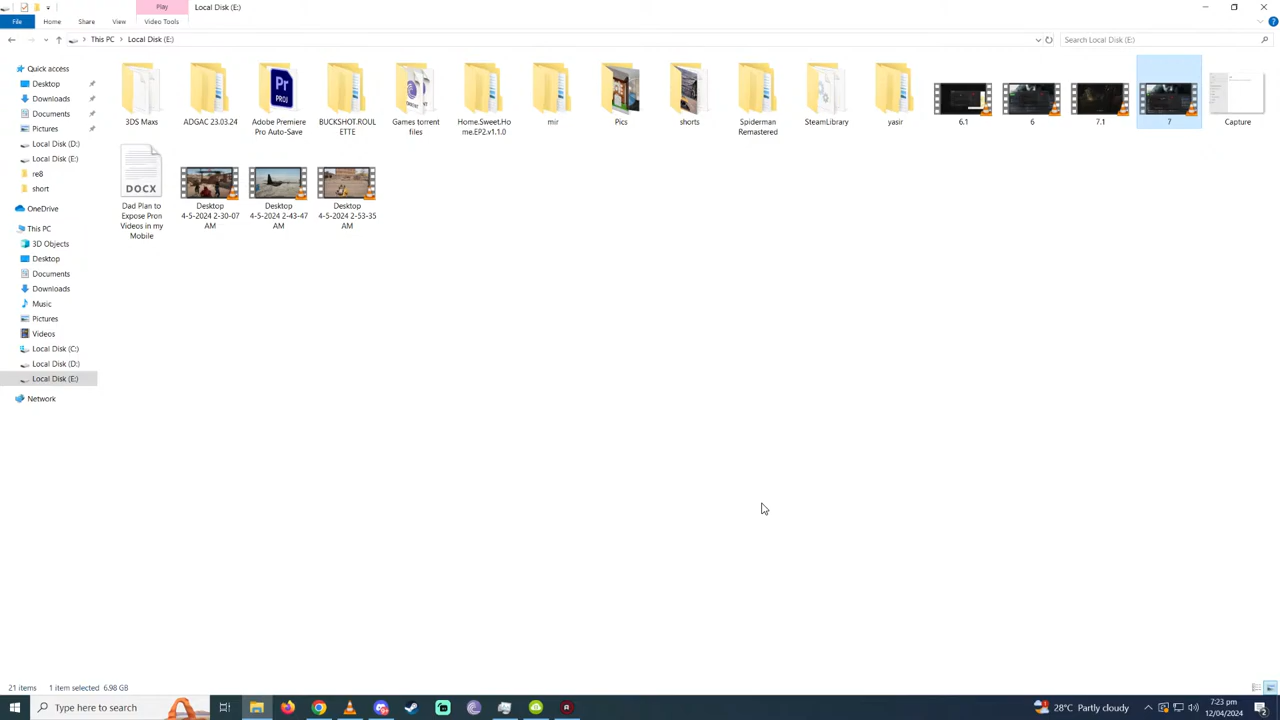 Play
Local Disk (E:)
File
Home
Share
View
Video Tools
This PC
Local Disk (E:)
Search Local Disk (E:)
Quick access
Desktop
Downloads
Documents
Pictures
Local Disk (D:)
Local Disk (E:)
re8
short
OneDrive
This PC
3D Objects
Desktop
Documents
Downloads
Music
Pictures
Videos
Local Disk (C:)
Local Disk (D:)
Local Disk (E:)
Network
3DS Maxs
ADGAC 23.03.24
Pr
PROJ
Adobe Premiere
Pro Auto-Save
BUCKSHOT.ROUL
ETTE
Games torrent
files
Home.Sweet.Ho
me.EP2.v1.1.0
mir
Pics
shorts
Spiderman
Remastered
SteamLibrary
yasir
6.1
6
7.1
7
Capture
DOCX
Dad Plan to
Expose Pron
Videos in my
Mobile
Desktop
4-5-2024 2-30-07
AM
Desktop
4-5-2024 2-43-47
AM
Desktop
4-5-2024 2-53-35
AM
21 items
1 item selected 6.98 GB
Type here to search
28°C Partly cloudy
7:23 pm
12/04/2024
2